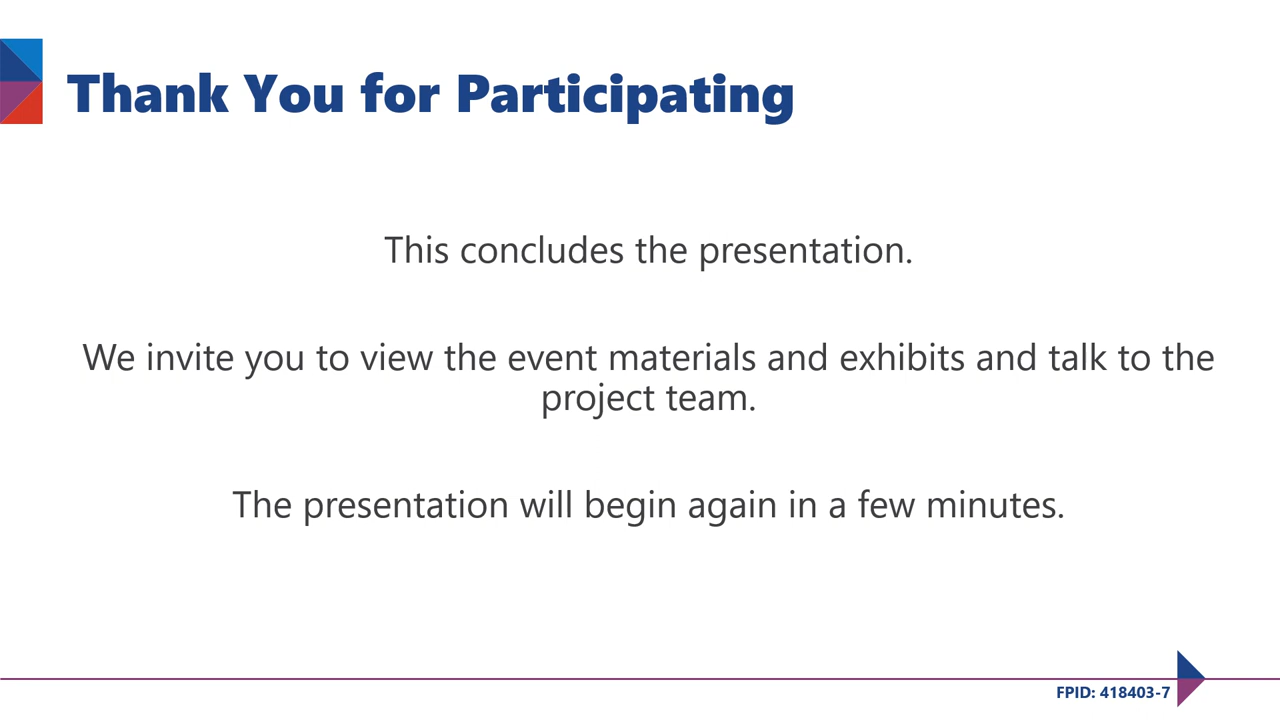 Thank You for Participating
This concludes the presentation.
We invite you to view the event materials and exhibits and talk to the
project team.
The presentation will begin again in a few minutes.
FPID: 418403-7